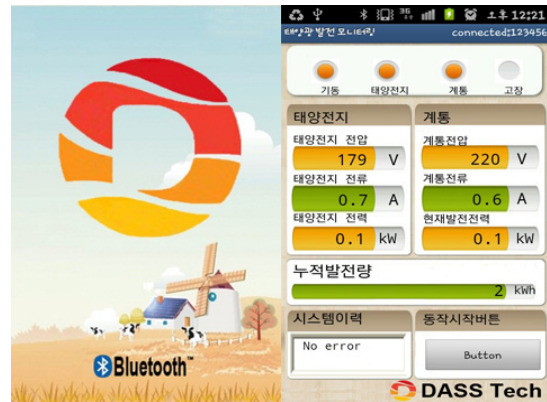 Bluetooth™
3G
12:21
태양광 발전 모니터링
connected:123456
기동 태양전지 계통 고장
태양전지
태양전지 전압
179 V
태양전지 전류
0.7 A
태양전지 전력
0.1 kW
계통
계통전압
220 V
계통전류
0.6 A
현재발전전력
0.1 kW
누적발전량
2 kWh
시스템이력
No error
동작시작버튼
Button
DASS Tech